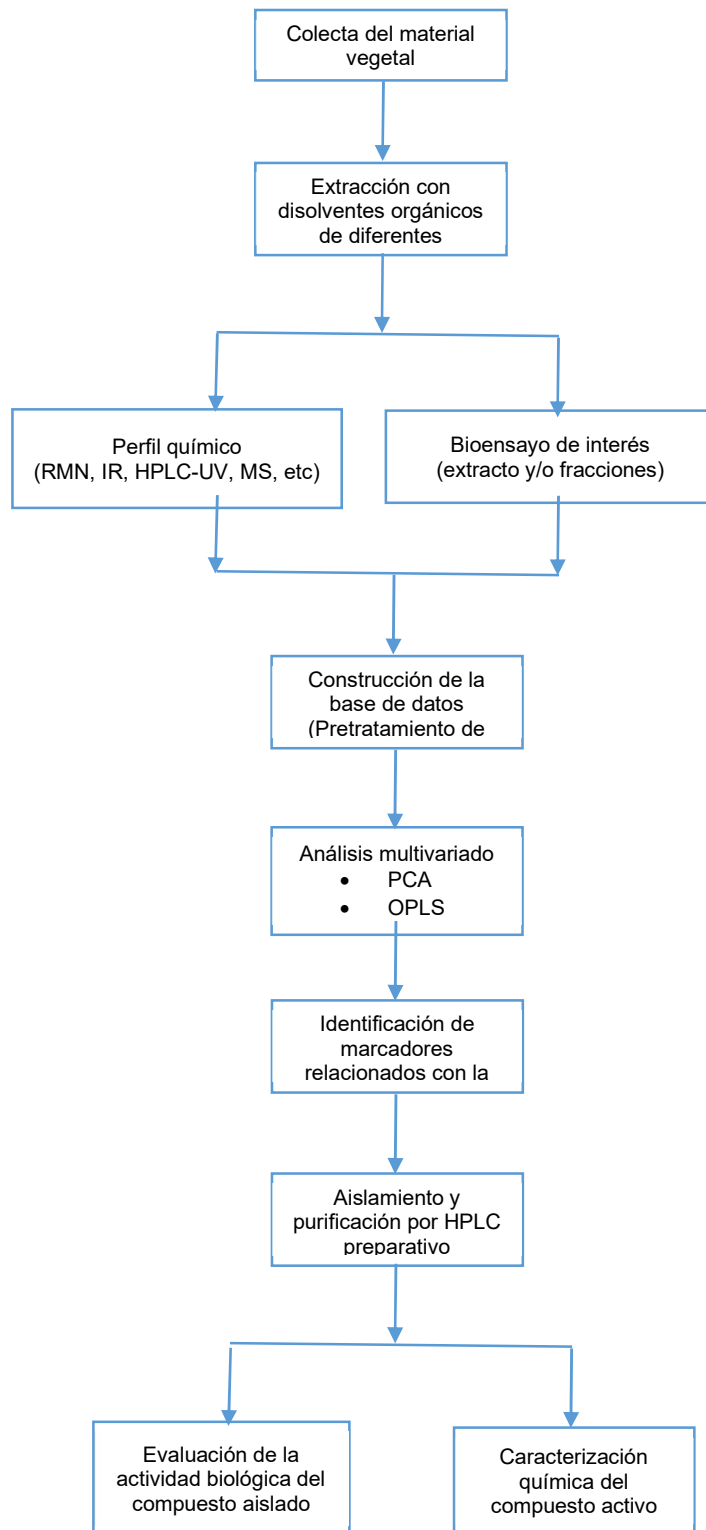 Colecta del material
vegetal
Extracción con
disolventes orgánicos
de diferentes
Perfil químico
(RMN, IR, HPLC-UV, MS, etc)
Bioensayo de interés
(extracto y/o fracciones)
Construcción de la
base de datos
(Pretratamiento de
Análisis multivariado
• PCA
• OPLS
Identificación de
marcadores
relacionados con la
Aislamiento y
purificación por HPLC
preparativo
Evaluación de la
actividad biológica del
compuesto aislado
Caracterización
química del
compuesto activo